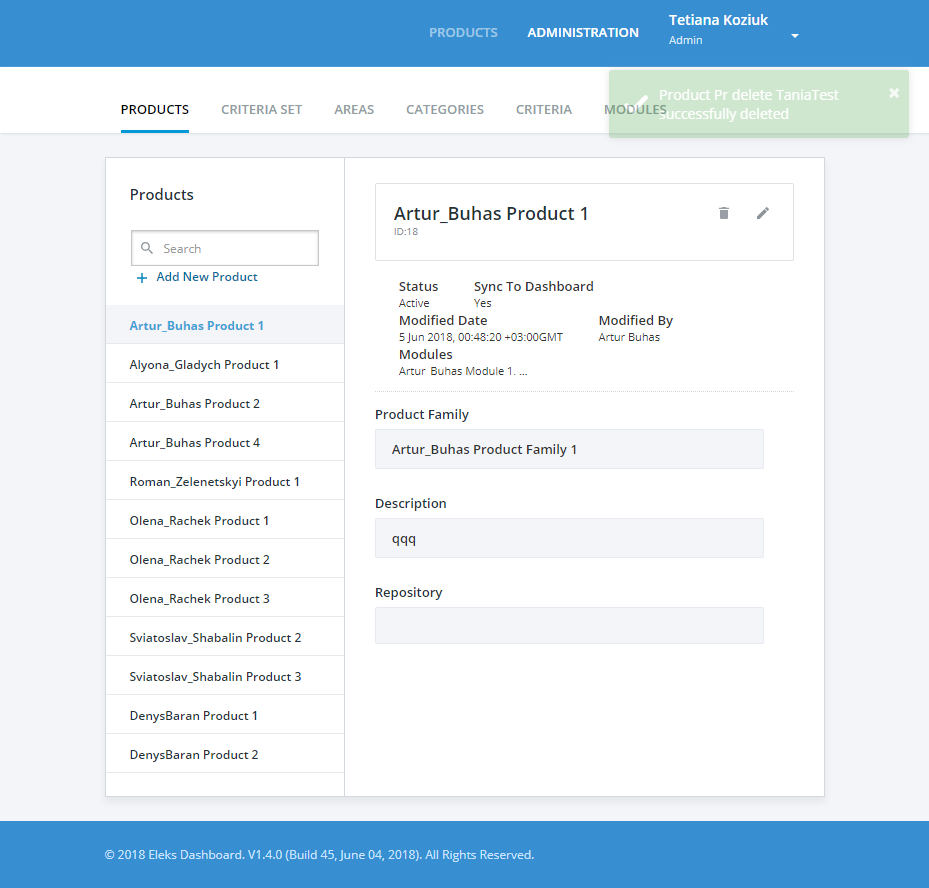 PRODUCTS
ADMINISTRATION
Tetiana Koziuk
Admin
PRODUCTS
CRITERIA SET
AREAS
CATEGORIES
CRITERIA
MODULES
Product Pr delete TaniaTest
successfully deleted
Products
Search
Add New Product
Artur_Buhas Product 1
Alyona_Gladych Product 1
Artur_Buhas Product 2
Artur_Buhas Product 4
Roman_Zelenetskyi Product 1
Olena_Rachek Product 1
Olena_Rachek Product 2
Olena_Rachek Product 3
Sviatoslav_Shabalin Product 2
Sviatoslav_Shabalin Product 3
DenysBaran Product 1
DenysBaran Product 2
Artur_Buhas Product 1
ID:18
Status
Sync To Dashboard
Active
Yes
Modified Date
Modified By
5 Jun 2018, 00:48:20 +03:00GMT
Artur Buhas
Modules
Artur_Buhas Module 1. ...
Product Family
Artur_Buhas Product Family 1
Description
qqq
Repository
© 2018 Eleks Dashboard. V1.4.0 (Build 45, June 04, 2018). All Rights Reserved.